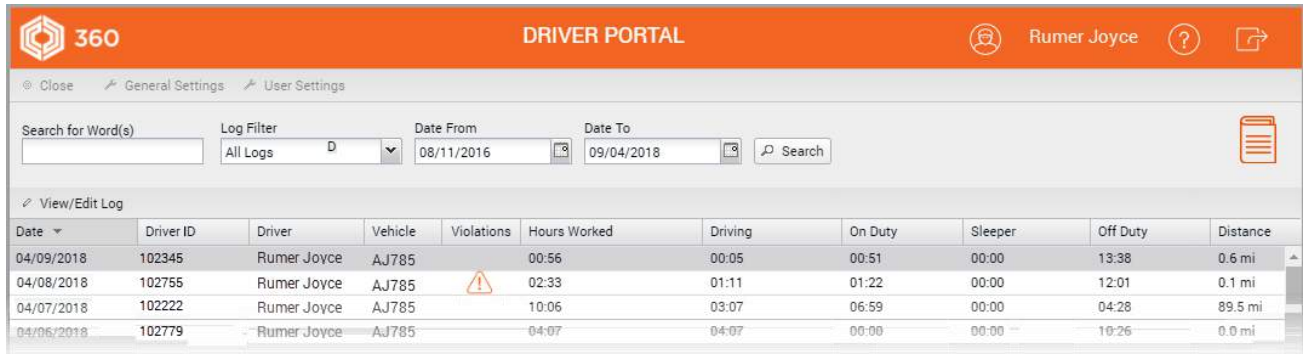 360 DRIVER PORTAL Rumer Joyce ?
Close General Settings User Settings
Search for Word(s) Log Filter Date From Date To
All Logs D 08/11/2016 09/04/2018 Search
View/Edit Log
Date Driver ID Driver Vehicle Violations Hours Worked Driving On Duty Sleeper Off Duty Distance
04/09/2018 102345 Rumer Joyce AJ785 00:56 00:05 00:51 00:00 13:38 0.6 mi
04/08/2018 102755 Rumer Joyce AJ785 02:33 01:11 01:22 00:00 12:01 0.1 mi
04/07/2018 102222 Rumer Joyce AJ785 10:06 03:07 06:59 00:00 04:28 89.5 mi
04/06/2018 102779 Rumer Joyce AJ785 04:07 04:07 00:00 00:00 10:26 0.0 mi